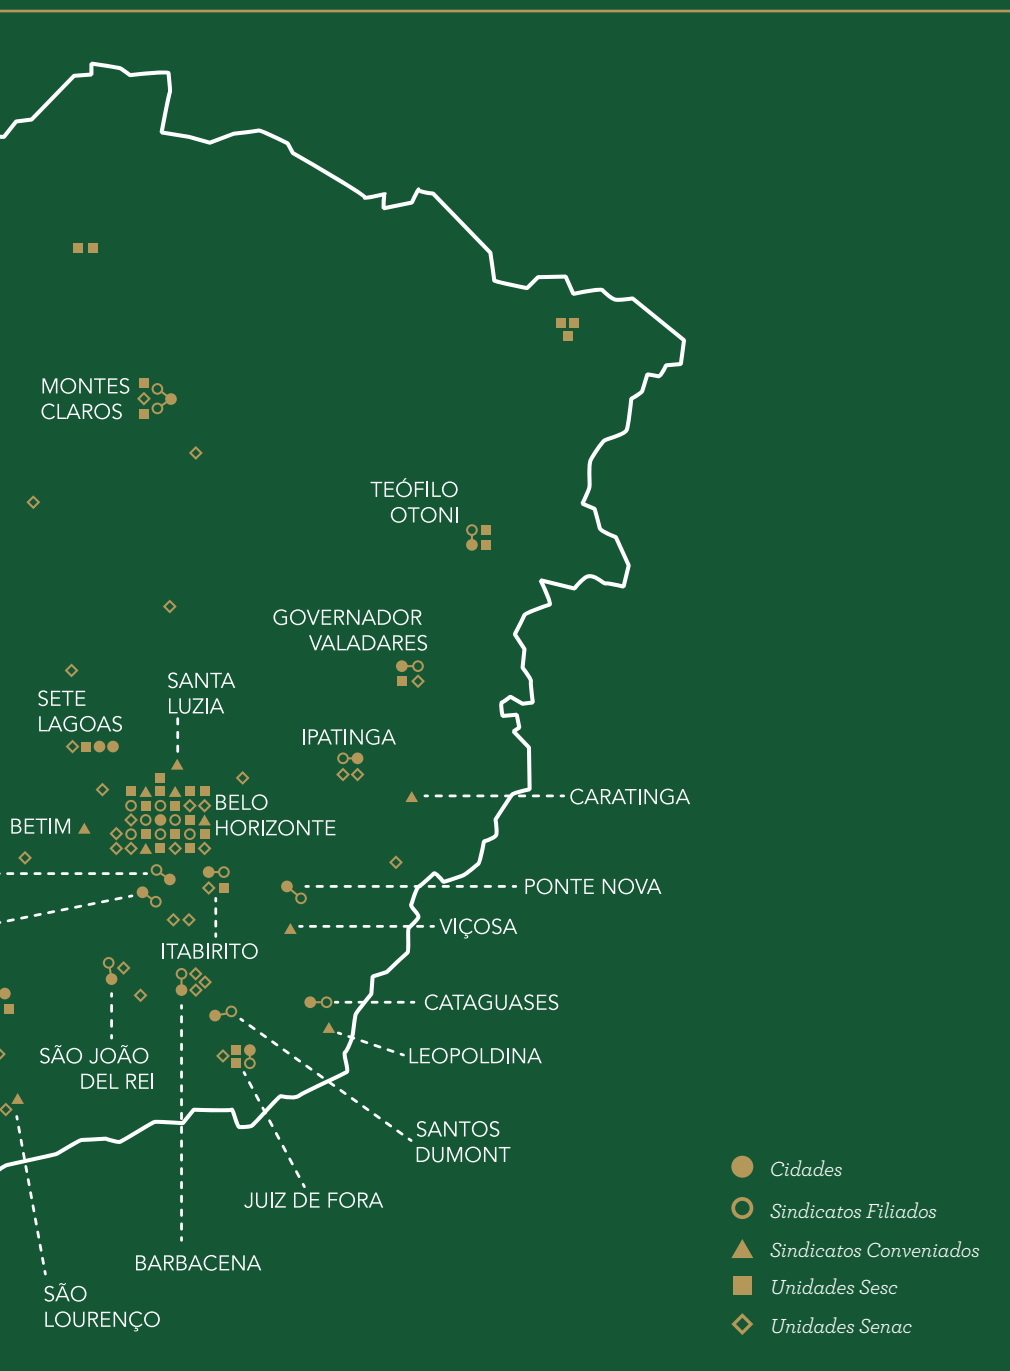 MONTES
CLAROS
TEÓFILO
OTONI
GOVERNADOR
VALADARES
SANTA
LUZIA
SETE
LAGOAS
IPATINGA
CARATINGA
BELO
HORIZONTE
BETIM
PONTE NOVA
VIÇOSA
ITABIRITO
CATAGUASES
SÃO JOÃO
DEL REI
LEOPOLDINA
SANTOS
DUMONT
JUIZ DE FORA
BARBACENA
SÃO
LOURENÇO
Cidades
Sindicatos Filiados
Sindicatos Conveniados
Unidades Sesc
Unidades Senac